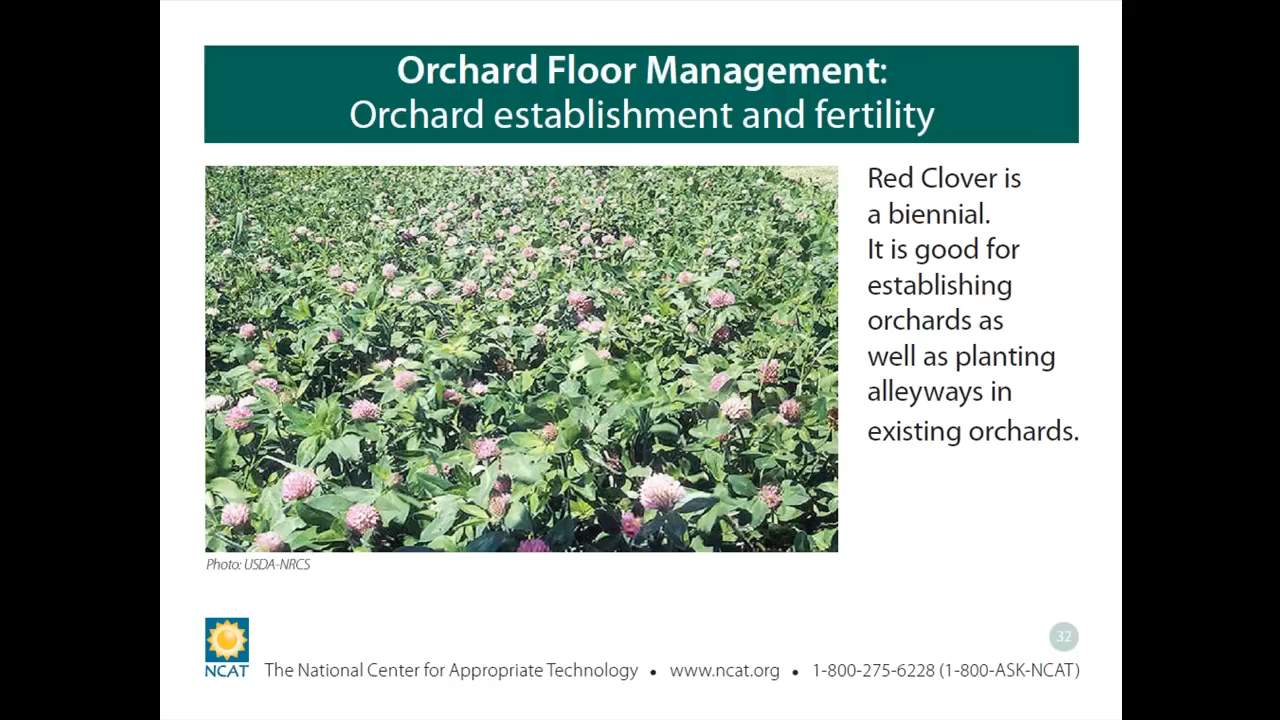 Orchard Floor Management:
Orchard establishment and fertility
Red Clover is
a biennial.
It is good for
establishing
orchards as
well as planting
alleyways in
existing orchards.
Photo: USDA-NRCS
32
NCAT
The National Center for Appropriate Technology • www.ncat.org • 1-800-275-6228 (1-800-ASK-NCAT)